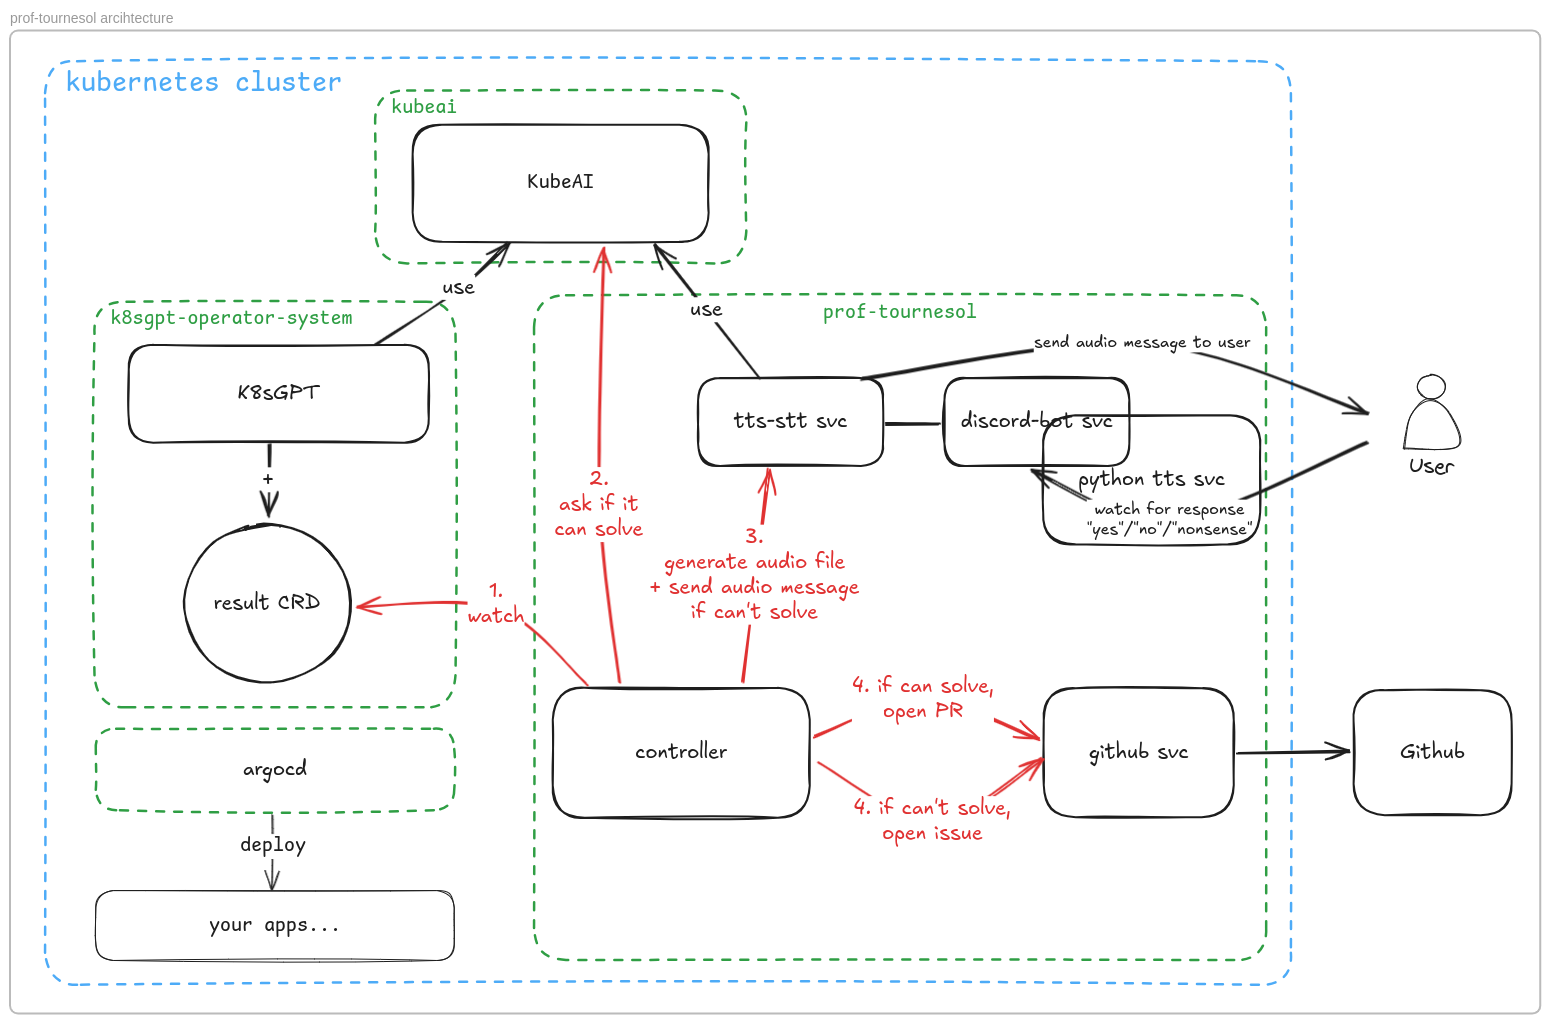 prof-tournesol arcihtecture
kubernetes cluster
kubeai
KubeAI
use
use
k8sgpt-operator-system
prof-tournesol
send audio message to user
K8sGPT
tts-stt svc
discord-bot svc
python tts svc
watch for response
"yes"/"no"/"nonsense"
User
+
2.
ask if it
can solve
3.
generate audio file
+ send audio message
if can't solve
1.
watch
result CRD
4. if can solve,
open PR
controller
github svc
Github
4. if can't solve,
open issue
argocd
deploy
your apps...